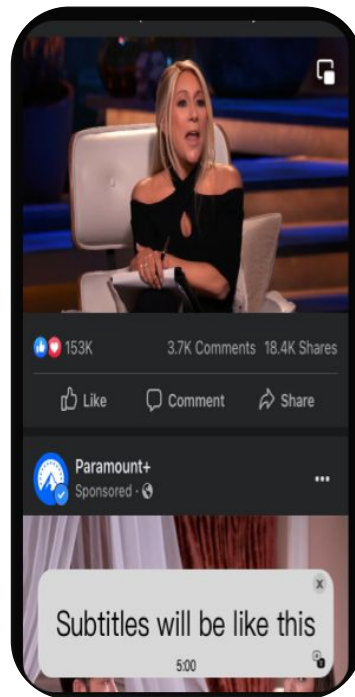 153K 3.7K Comments 18.4K Shares
Like Comment Share
Paramount+
Sponsored ·
Subtitles will be like this
5:00